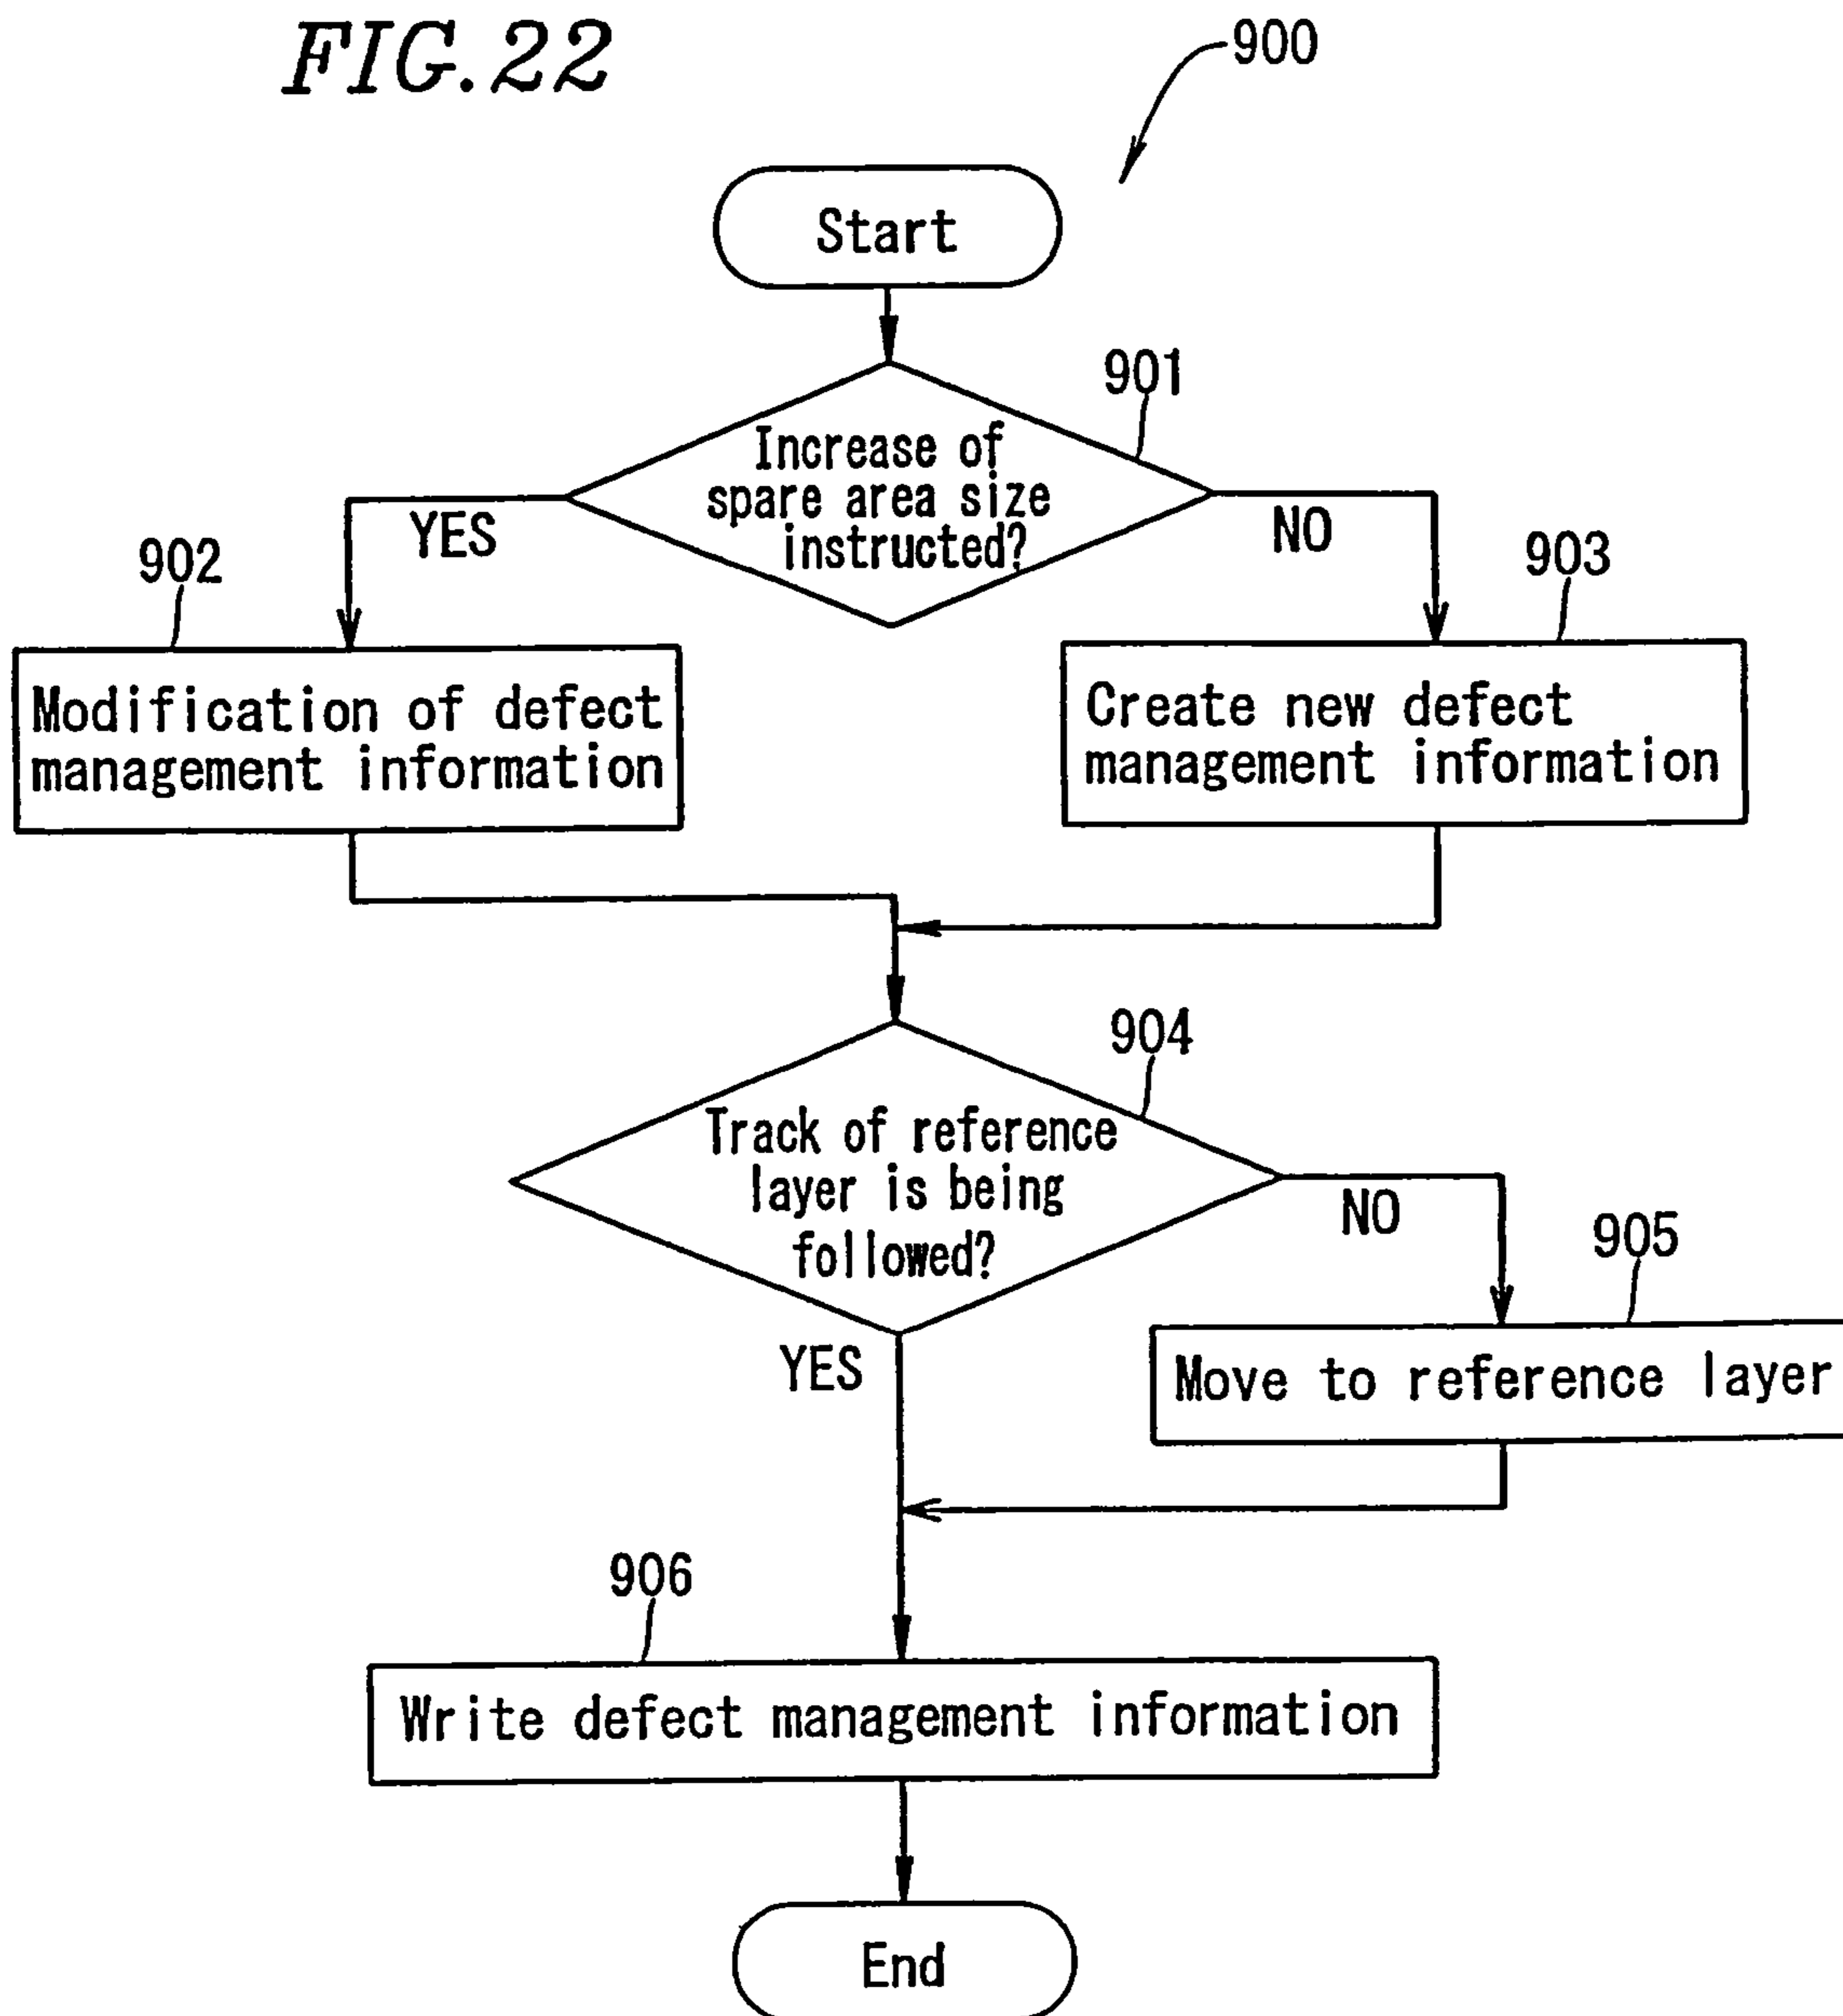 FIG.22
900
Start
901
Increase of
spare area size
instructed?
YES
NO
902
903
Modification of defect
management information
Create new defect
management information
904
Track of reference
layer is being
followed?
NO
905
YES
Move to reference layer
906
Write defect management information
End